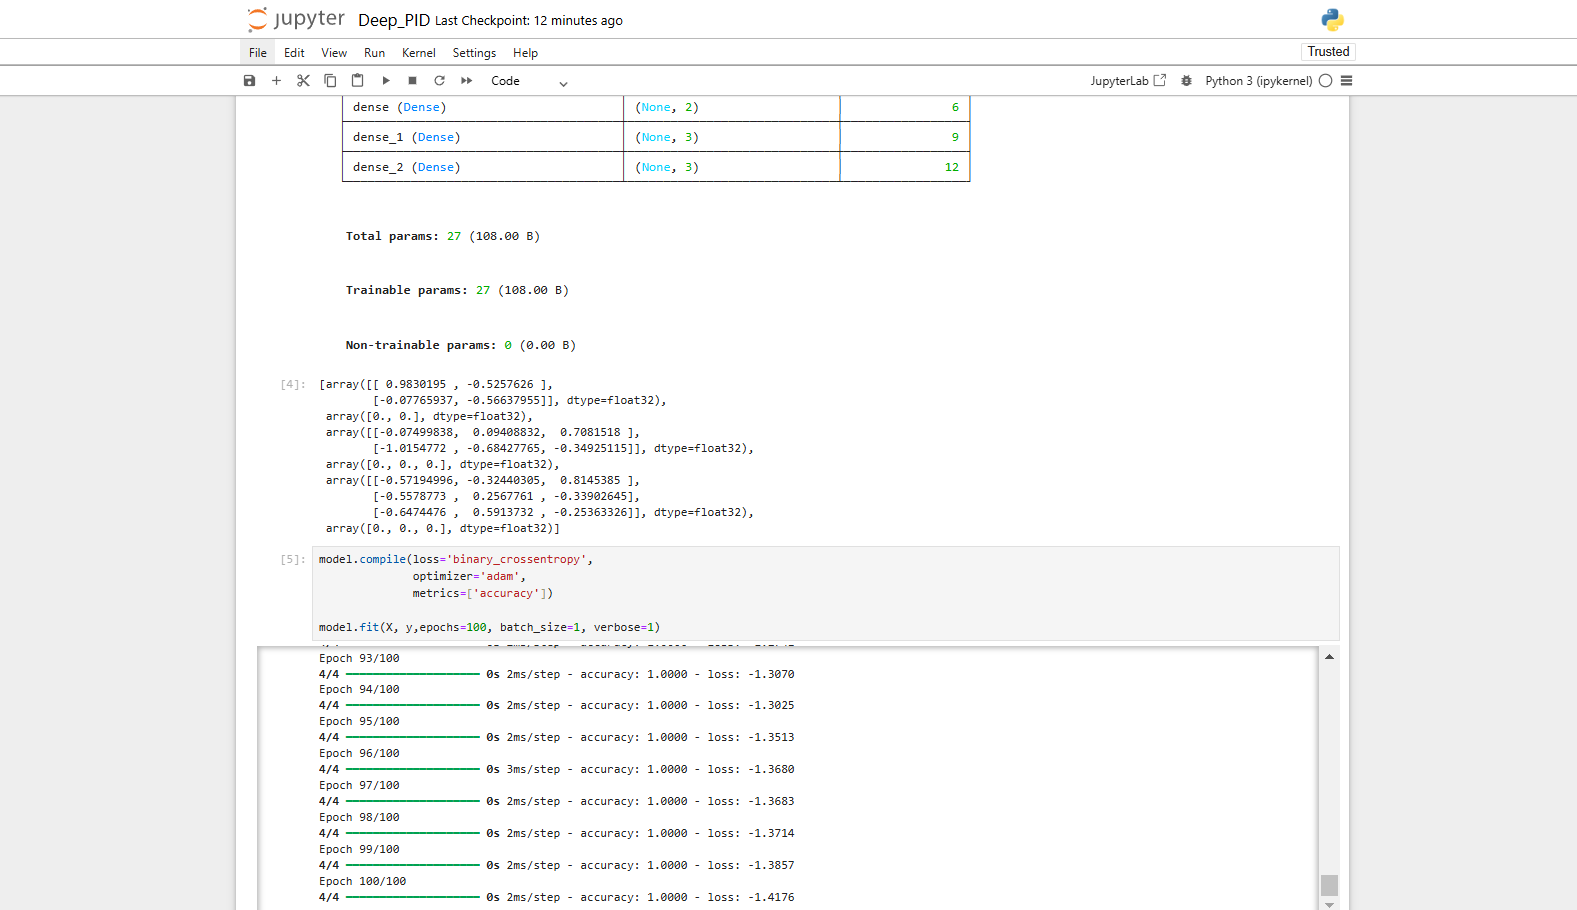 jupyter Deep_PID Last Checkpoint: 12 minutes ago
File Edit View Run Kernel Settings Help Trusted
Code JupyterLab Python 3 (ipykernel)
dense (Dense) (None, 2) 6
dense_1 (Dense) (None, 3) 9
dense_2 (Dense) (None, 3) 12
Total params: 27 (108.00 B)
Trainable params: 27 (108.00 B)
Non-trainable params: 0 (0.00 B)
[4]: [array([[ 0.9830195 , -0.5257626 ],
[-0.07765937, -0.56637955]], dtype=float32),
array([0., 0.], dtype=float32),
array([[-0.07499838, 0.09408832, 0.7081518 ],
[-1.0154772 , -0.68427765, -0.34925115]], dtype=float32),
array([0., 0., 0.], dtype=float32),
array([[-0.57194996, -0.32440305, 0.8145385 ],
[-0.5578773 , 0.2567761 , -0.33902645],
[-0.6474476 , 0.5913732 , -0.25363326]], dtype=float32),
array([0., 0., 0.], dtype=float32)]
[5]: model.compile(loss='binary_crossentropy',
optimizer='adam',
metrics=['accuracy'])
model.fit(X, y,epochs=100, batch_size=1, verbose=1)
Epoch 93/100
4/4 0s 2ms/step - accuracy: 1.0000 - loss: -1.3070
Epoch 94/100
4/4 0s 2ms/step - accuracy: 1.0000 - loss: -1.3025
Epoch 95/100
4/4 0s 2ms/step - accuracy: 1.0000 - loss: -1.3513
Epoch 96/100
4/4 0s 3ms/step - accuracy: 1.0000 - loss: -1.3680
Epoch 97/100
4/4 0s 2ms/step - accuracy: 1.0000 - loss: -1.3683
Epoch 98/100
4/4 0s 2ms/step - accuracy: 1.0000 - loss: -1.3714
Epoch 99/100
4/4 0s 2ms/step - accuracy: 1.0000 - loss: -1.3857
Epoch 100/100
4/4 0s 2ms/step - accuracy: 1.0000 - loss: -1.4176